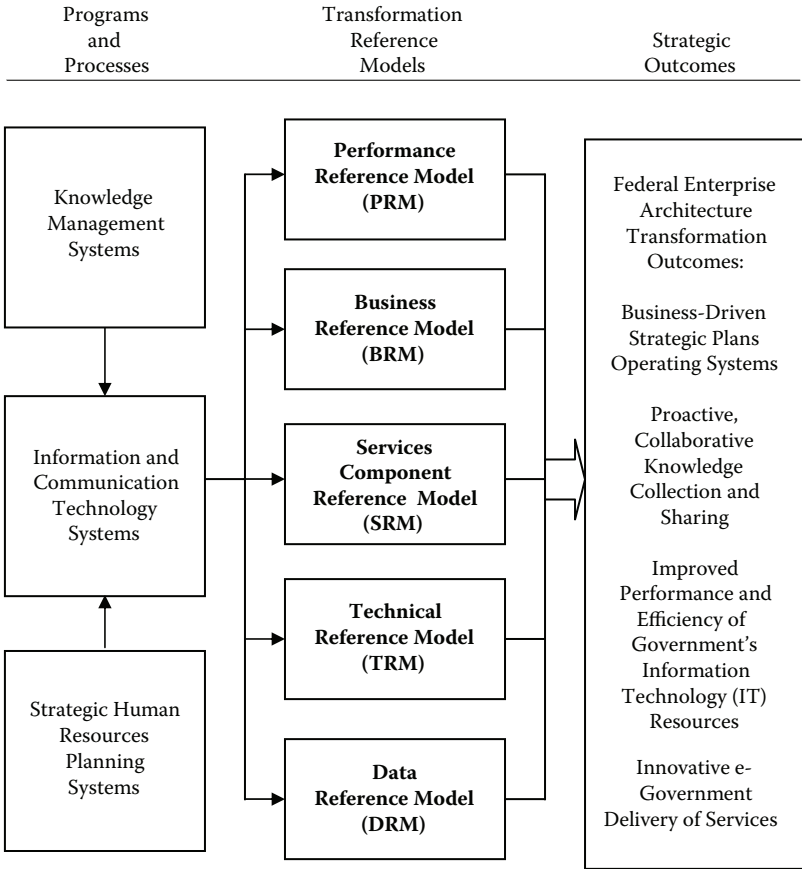 Programs
and
Processes
Transformation
Reference
Models
Strategic
Outcomes
Knowledge
Management
Systems
Information and
Communication
Technology
Systems
Strategic Human
Resources
Planning
Systems
Performance
Reference Model
(PRM)
Business
Reference Model
(BRM)
Services
Component
Reference Model
(SRM)
Technical
Reference Model
(TRM)
Data
Reference Model
(DRM)
Federal Enterprise
Architecture
Transformation
Outcomes:
Business-Driven
Strategic Plans
Operating Systems
Proactive,
Collaborative
Knowledge
Collection and
Sharing
Improved
Performance and
Efficiency of
Government’s
Information
Technology (IT)
Resources
Innovative e-
Government
Delivery of Services